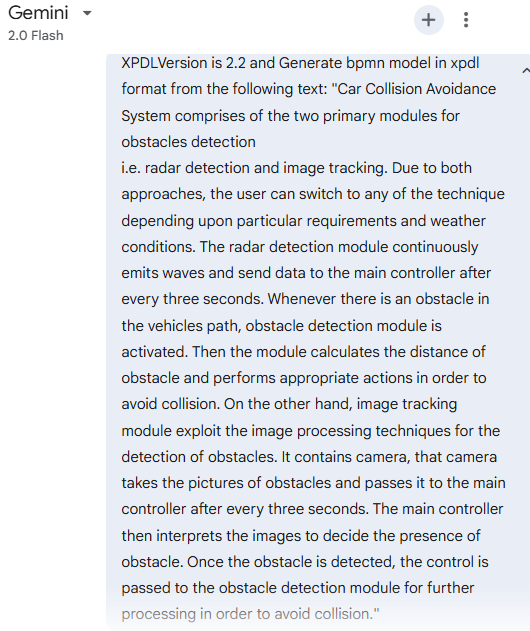 Gemini
2.0 Flash
XPDLVersion is 2.2 and Generate bpmn model in xpdl
format from the following text: "Car Collision Avoidance
System comprises of the two primary modules for
obstacles detection
i.e. radar detection and image tracking. Due to both
approaches, the user can switch to any of the technique
depending upon particular requirements and weather
conditions. The radar detection module continuously
emits waves and send data to the main controller after
every three seconds. Whenever there is an obstacle in
the vehicles path, obstacle detection module is
activated. Then the module calculates the distance of
obstacle and performs appropriate actions in order to
avoid collision. On the other hand, image tracking
module exploit the image processing techniques for the
detection of obstacles. It contains camera, that camera
takes the pictures of obstacles and passes it to the main
controller after every three seconds. The main controller
then interprets the images to decide the presence of
obstacle. Once the obstacle is detected, the control is
passed to the obstacle detection module for further
processing in order to avoid collision."